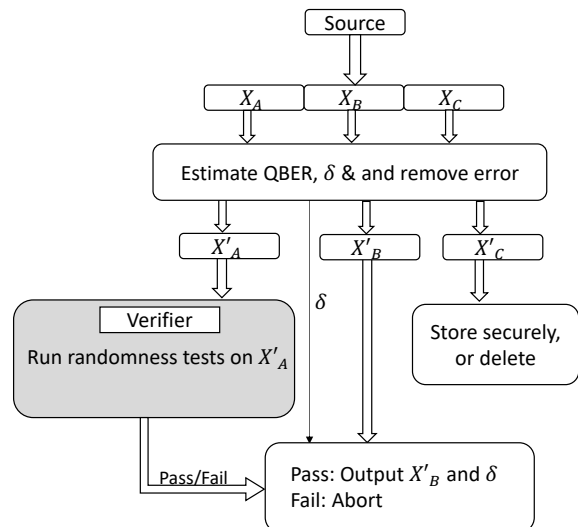 Source
X_A X_B X_C
Estimate QBER, δ & and remove error
X'_A X'_B X'_C
δ
Verifier
Run randomness tests on X'_A
Store securely,
or delete
Pass/Fail
Pass: Output X'_B and δ
Fail: Abort